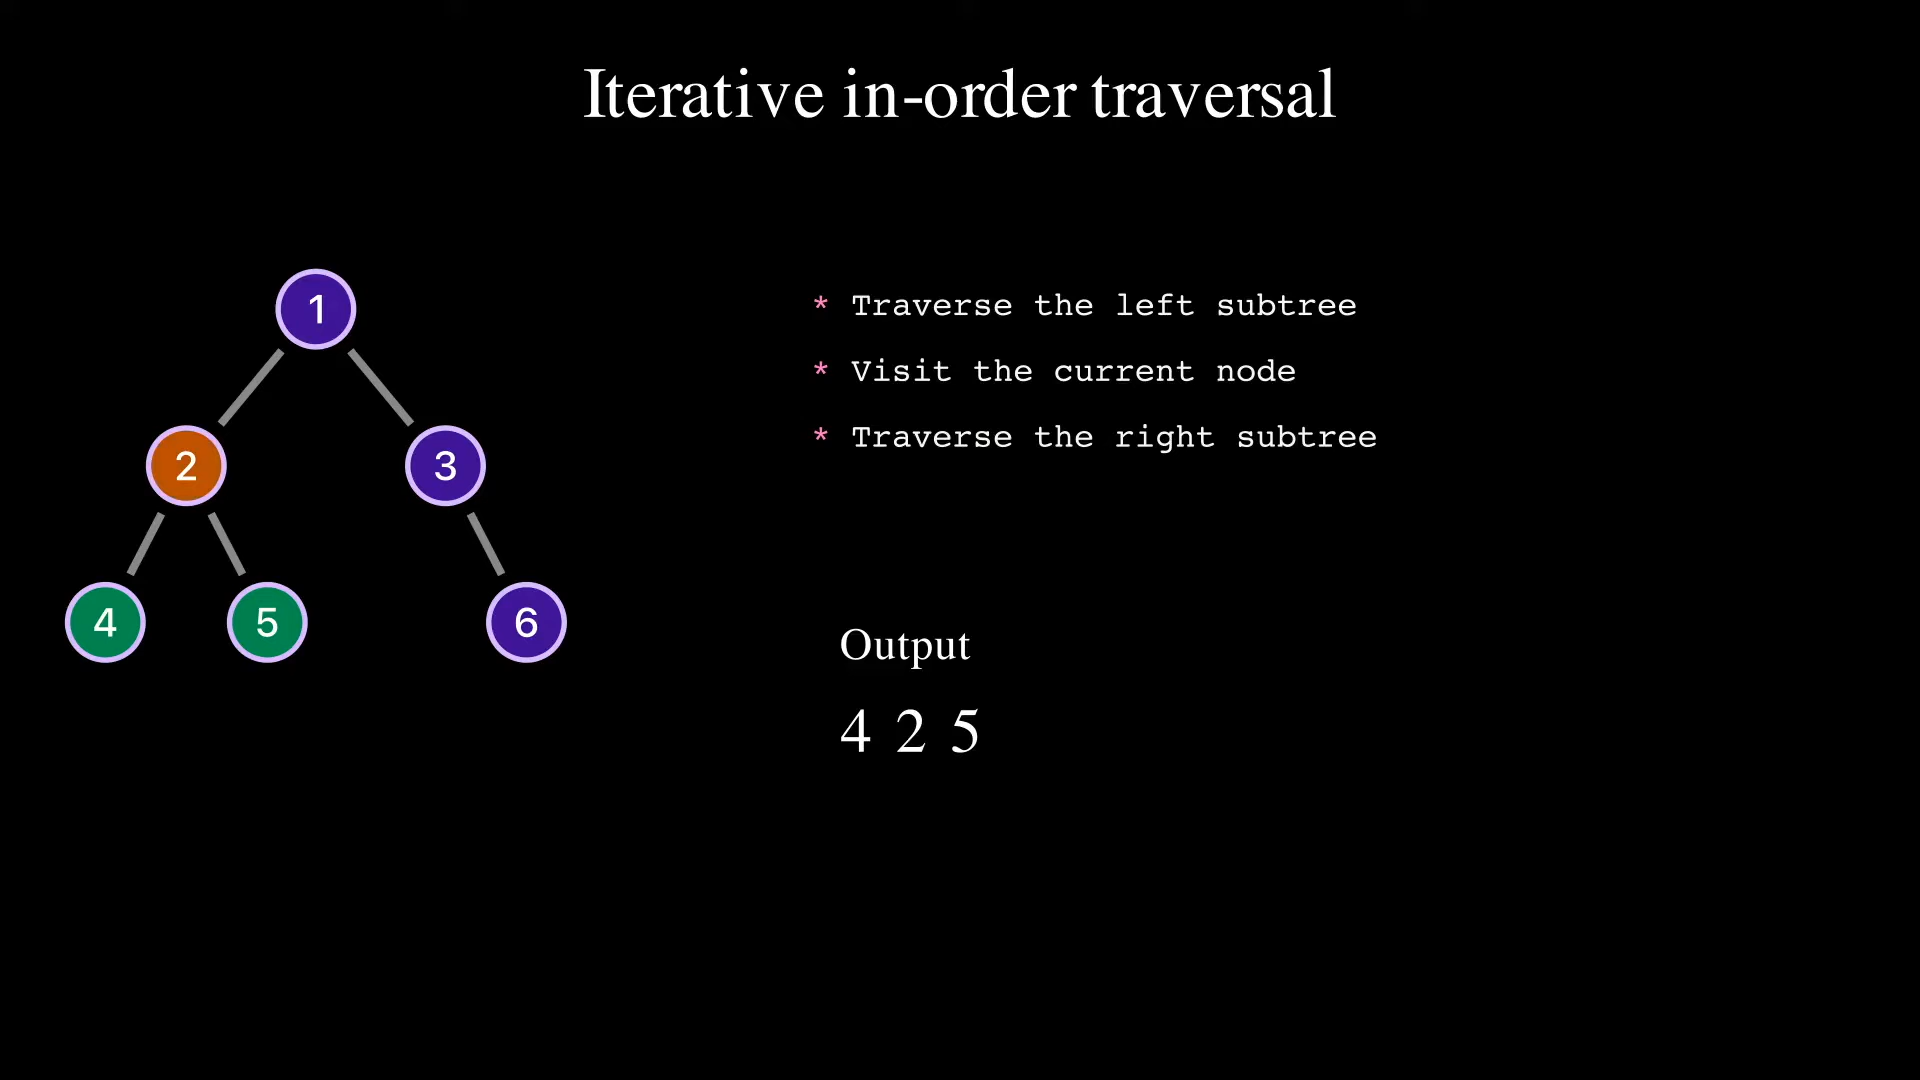 Iterative in-order traversal
1
2
3
4
5
6
* Traverse the left subtree
* Visit the current node
* Traverse the right subtree
Output
4 2 5